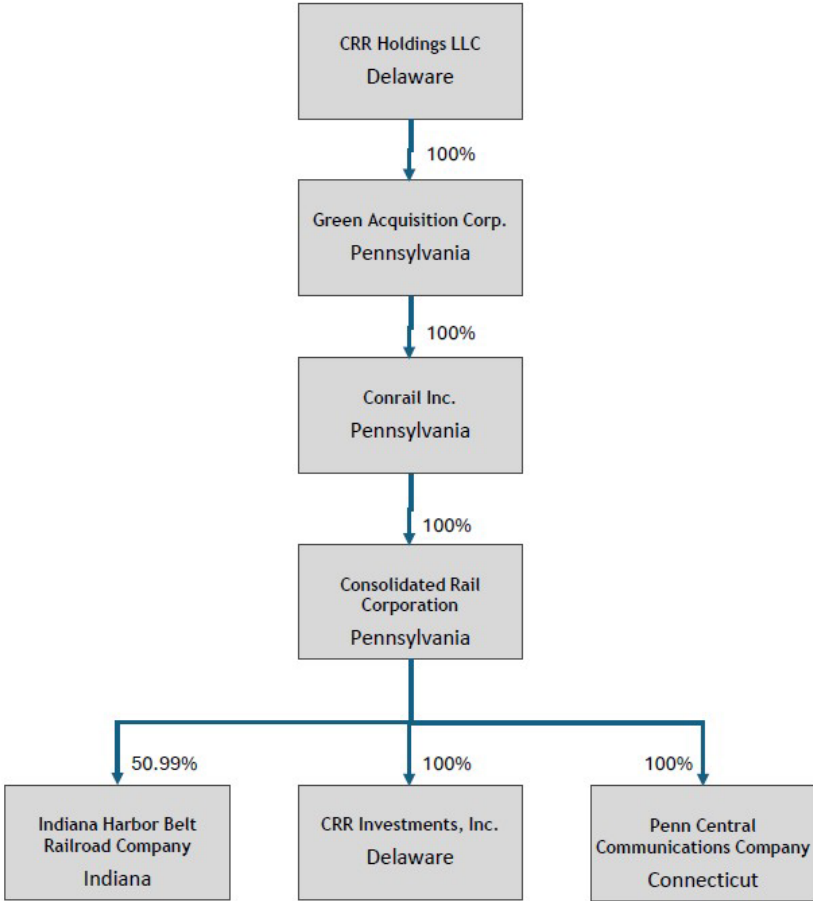 CRR Holdings LLC
Delaware
100%
Green Acquisition Corp.
Pennsylvania
100%
Conrail Inc.
Pennsylvania
100%
Consolidated Rail
Corporation
Pennsylvania
50.99%
100%
100%
Indiana Harbor Belt
Railroad Company
Indiana
CRR Investments, Inc.
Delaware
Penn Central
Communications Company
Connecticut